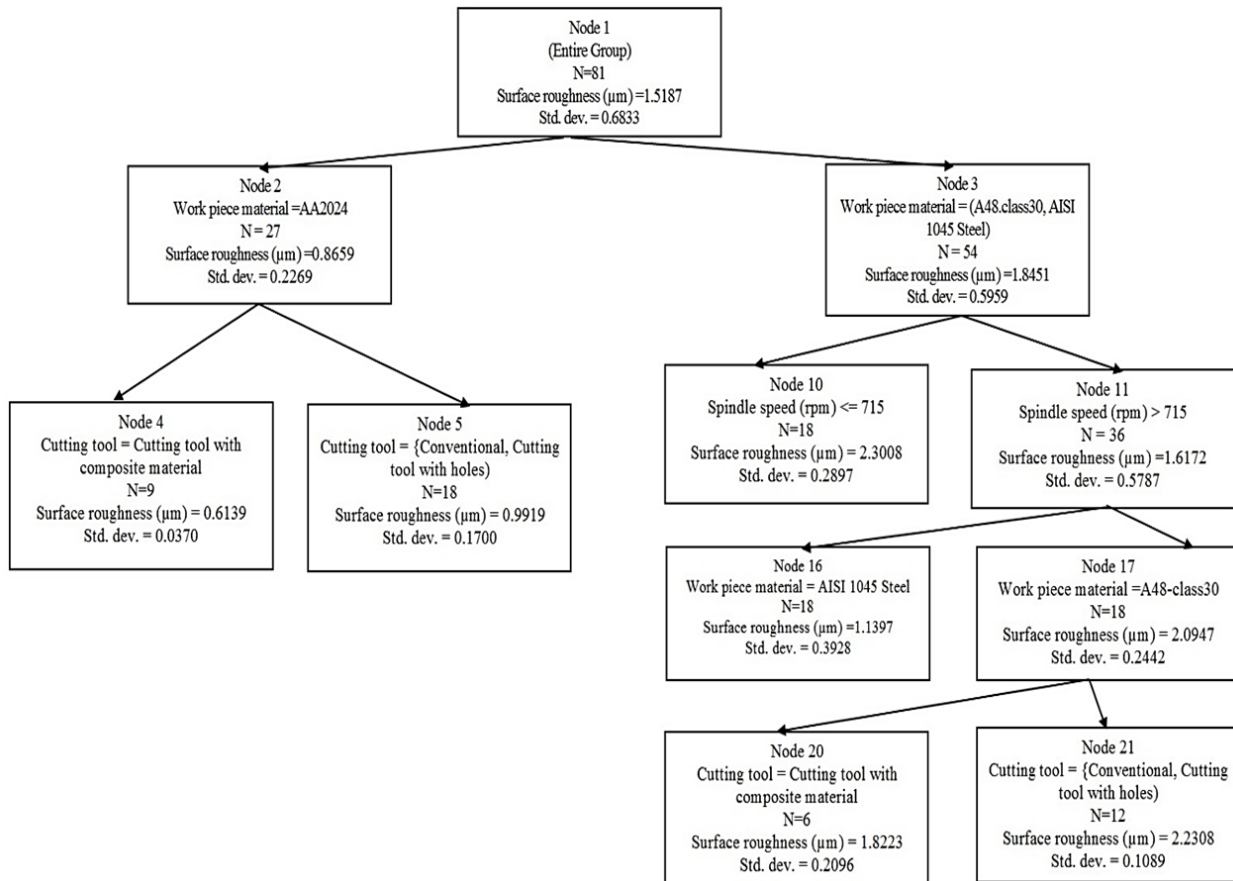 Node 1
(Entire Group)
N=81
Surface roughness (µm) =1.5187
Std. dev. = 0.6833
Node 2
Work piece material =AA2024
N = 27
Surface roughness (µm) =0.8659
Std. dev. = 0.2269
Node 3
Work piece material = (A48.class30, AISI
1045 Steel)
N = 54
Surface roughness (µm) =1.8451
Std. dev. = 0.5959
Node 4
Cutting tool = Cutting tool with
composite material
N=9
Surface roughness (µm) = 0.6139
Std. dev. = 0.0370
Node 5
Cutting tool = {Conventional, Cutting
tool with holes)
N=18
Surface roughness (µm) = 0.9919
Std. dev. = 0.1700
Node 10
Spindle speed (rpm) <= 715
N=18
Surface roughness (µm) = 2.3008
Std. dev. = 0.2897
Node 11
Spindle speed (rpm) > 715
N = 36
Surface roughness (µm) =1.6172
Std. dev. = 0.5787
Node 16
Work piece material = AISI 1045 Steel
N=18
Surface roughness (µm) =1.1397
Std. dev. = 0.3928
Node 17
Work piece material =A48-class30
N=18
Surface roughness (µm) = 2.0947
Std. dev. = 0.2442
Node 20
Cutting tool = Cutting tool with
composite material
N=6
Surface roughness (µm) = 1.8223
Std. dev. = 0.2096
Node 21
Cutting tool = {Conventional, Cutting
tool with holes)
N=12
Surface roughness (µm) = 2.2308
Std. dev. = 0.1089